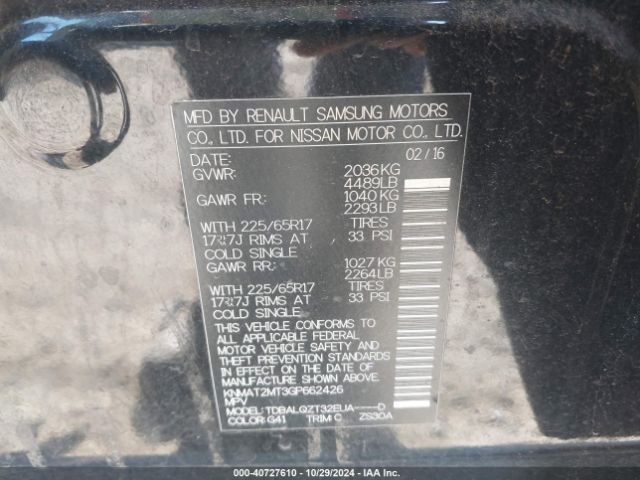 MFD BY RENAULT SAMSUNG MOTORS
CO., LTD. FOR NISSAN MOTOR CO., LTD.
DATE: 02/16
GVWR: 2036KG
4489LB
GAWR FR: 1040KG
2293LB
WITH 225/65R17 TIRES
17X7J RIMS AT 33 PSI
COLD SINGLE
GAWR RR: 1027KG
2264LB
WITH 225/65R17 TIRES
17X7J RIMS AT 33 PSI
COLD SINGLE
THIS VEHICLE CONFORMS TO
ALL APPLICABLE FEDERAL
MOTOR VEHICLE SAFETY AND
THEFT PREVENTION STANDARDS
IN EFFECT ON THE DATE OF
MANUFACTURE SHOWN ABOVE.
KNMAT2MT3GP662426
MPV
MODEL: TDBALQZT32EUA----D
COLOR: G41 TRIM: C ZS30A
000-40727610 - 10/29/2024 - IAA, Inc.